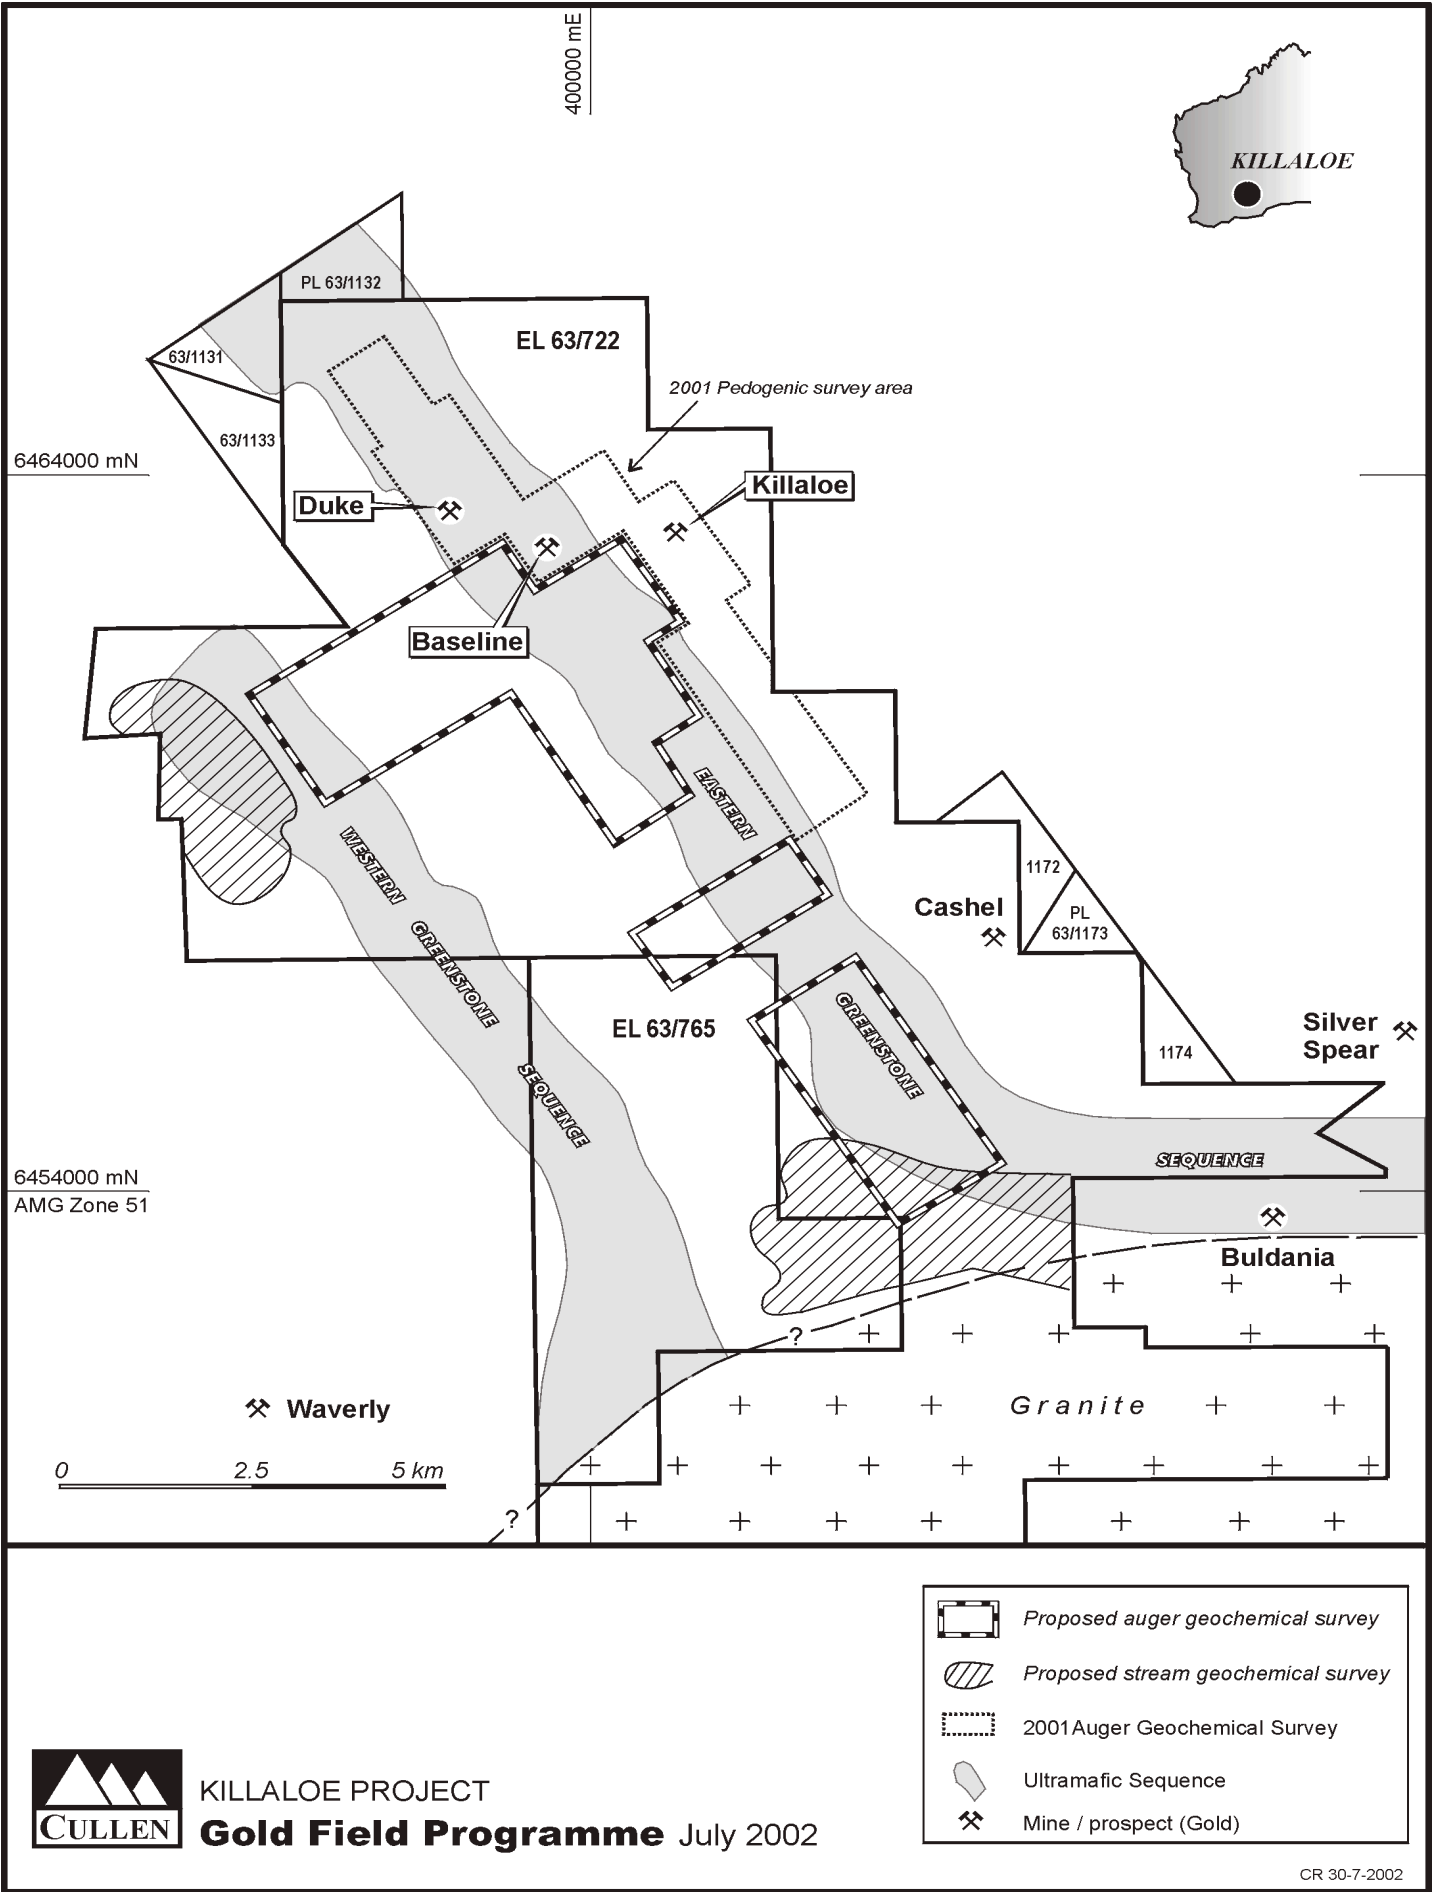 400000 mE
KILLALOE
PL 63/1132
EL 63/722
63/1131
2001 Pedogenic survey area
63/1133
6464000 mN
Killaloe
Duke
Baseline
EASTERN
WESTERN
1172
Cashel
PL
63/1173
GREENSTONE
GREENSTONE
EL 63/765
Silver
Spear
1174
SEQUENCE
SEQUENCE
6454000 mN
AMG Zone 51
Buldania
?
Waverly
Granite
0 2.5 5 km
?
Proposed auger geochemical survey
Proposed stream geochemical survey
2001Auger Geochemical Survey
Ultramafic Sequence
Mine / prospect (Gold)
CULLEN
KILLALOE PROJECT
Gold Field Programme July 2002
CR 30-7-2002